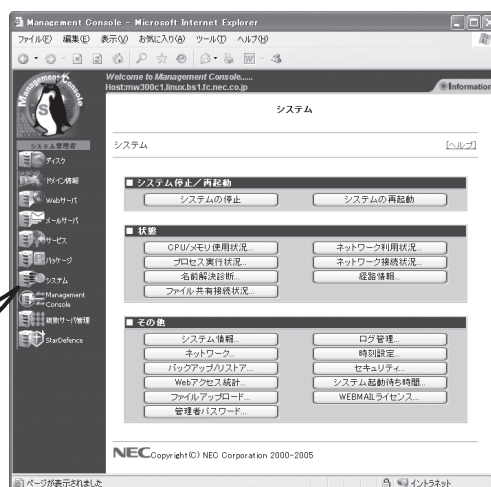 Management Console - Microsoft Internet Explorer
ファイル(F) 編集(E) 表示(V) お気に入り(A) ツール(T) ヘルプ(H)
Welcome to Management Console......
Host:mw300c1.linux.bs1.fc.nec.co.jp
Information
Management Console
S
システム管理者
ディスク
ドメイン情報
Webサーバ
メールサーバ
サービス
パッケージ
システム
Management
Console
複数サーバ管理
StarDefence
システム
システム
[ヘルプ]
■ システム停止/再起動
システムの停止 システムの再起動
■ 状態
CPU/メモリ使用状況... ネットワーク利用状況...
プロセス実行状況... ネットワーク接続状況...
名前解決診断... 経路情報...
ファイル共有接続状況...
■ その他
システム情報... ログ管理...
ネットワーク... 時刻設定...
バックアップ/リストア... セキュリティ...
Webアクセス統計... システム起動待ち時間...
ファイルアップロード... WEBMAILライセンス...
管理者パスワード...
NEC Copyright(C) NEC Corporation 2000-2005
ページが表示されました イントラネット